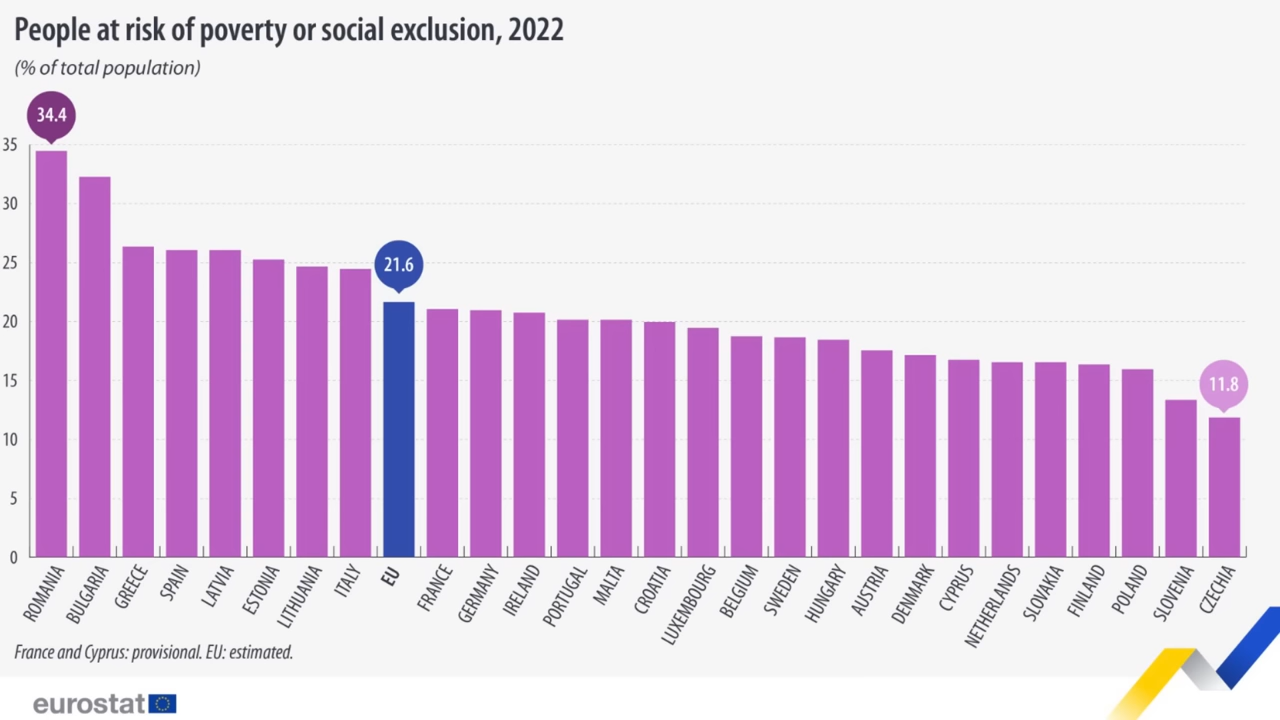 People at risk of poverty or social exclusion, 2022
(% of total population)
34.4
35
30
25
21.6
20
15
11.8
10
5
0
ROMANIA
BULGARIA
GREECE
SPAIN
LATVIA
ESTONIA
LITHUANIA
ITALY
EU
FRANCE
GERMANY
IRELAND
PORTUGAL
MALTA
CROATIA
LUXEMBOURG
BELGIUM
SWEDEN
HUNGARY
AUSTRIA
DENMARK
CYPRUS
NETHERLANDS
SLOVAKIA
FINLAND
POLAND
SLOVENIA
CZECHIA
France and Cyprus: provisional. EU: estimated.
eurostat